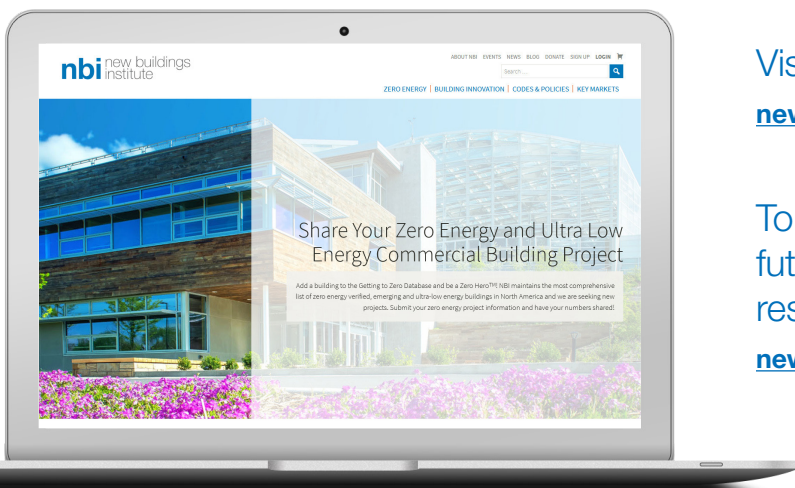 nbi new buildings
institute
ABOUT NBI EVENTS NEWS BLOG DONATE SIGN UP LOGIN
Search ...
ZERO ENERGY | BUILDING INNOVATION | CODES & POLICIES | KEY MARKETS
Share Your Zero Energy and Ultra Low
Energy Commercial Building Project
Add a building to the Getting to Zero Database and be a Zero Hero™! NBI maintains the most comprehensive
list of zero energy verified, emerging and ultra-low energy buildings in North America and we are seeking new
projects. Submit your zero energy project information and have your numbers shared!
Vis
nev
To
fut
res
nev